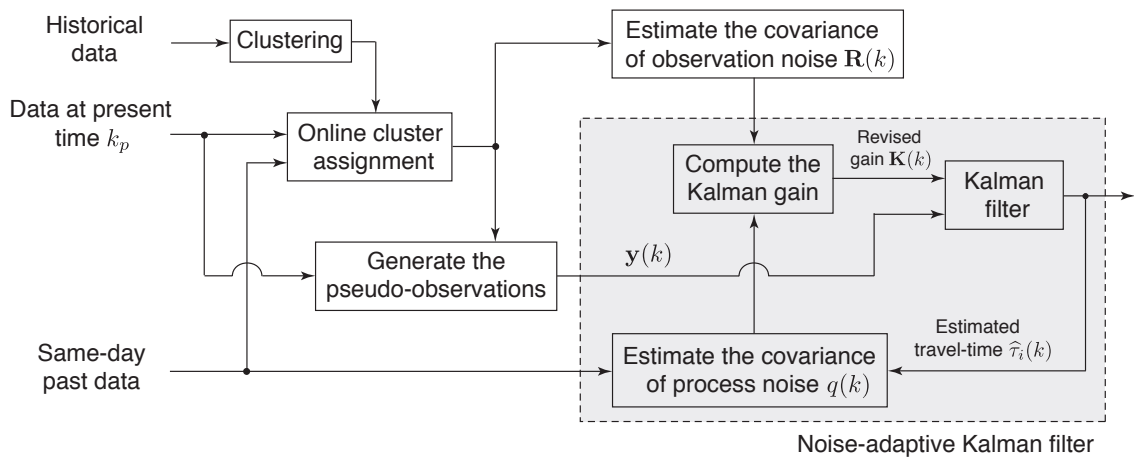 Historical
data
Clustering
Estimate the covariance
of observation noise R(k)
Data at present
time k_p
Online cluster
assignment
Compute the
Kalman gain
Revised
gain K(k)
Kalman
filter
Generate the
pseudo-observations
y(k)
Same-day
past data
Estimate the covariance
of process noise q(k)
Estimated
travel-time τ̂_i(k)
Noise-adaptive Kalman filter